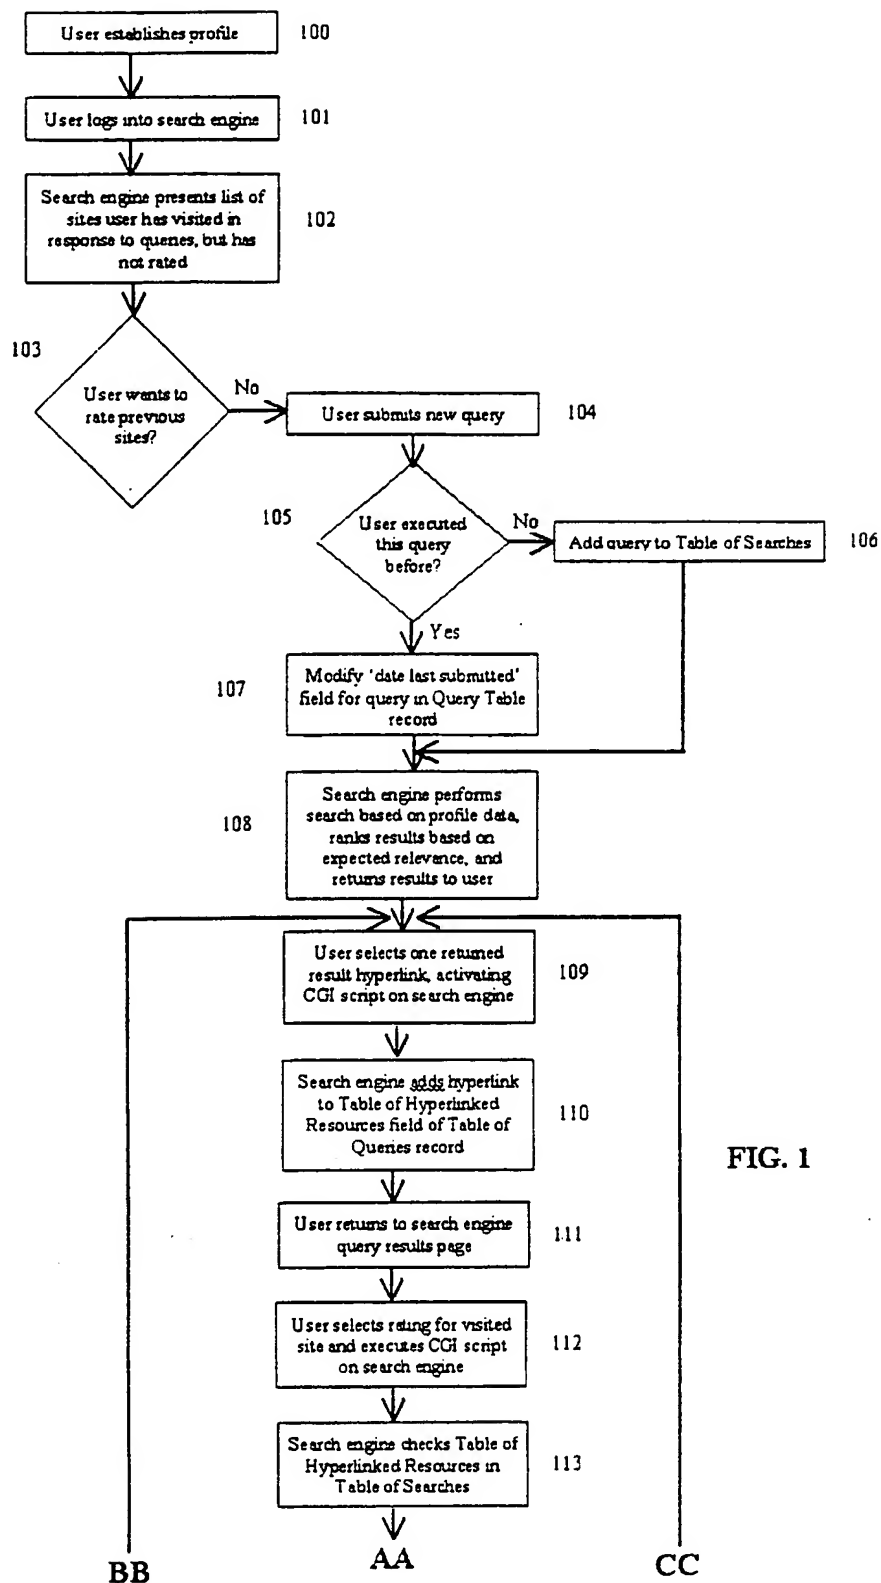 User establishes profile
100
User logs into search engine
101
Search engine presents list of
sites user has visited in
response to queries, but has
not rated
102
103
User wants to
rate previous
sites?
No
User submits new query
104
105
User executed
this query
before?
No
Add query to Table of Searches
106
Yes
107
Modify 'date last submitted'
field for query in Query Table
record
108
Search engine performs
search based on profile data,
ranks results based on
expected relevance, and
returns results to user
User selects one returned
result hyperlink, activating
CGI script on search engine
109
Search engine adds hyperlink
to Table of Hyperlinked
Resources field of Table of
Queries record
110
FIG. 1
User returns to search engine
query results page
111
User selects rating for visited
site and executes CGI script
on search engine
112
Search engine checks Table of
Hyperlinked Resources in
Table of Searches
113
BB
AA
CC